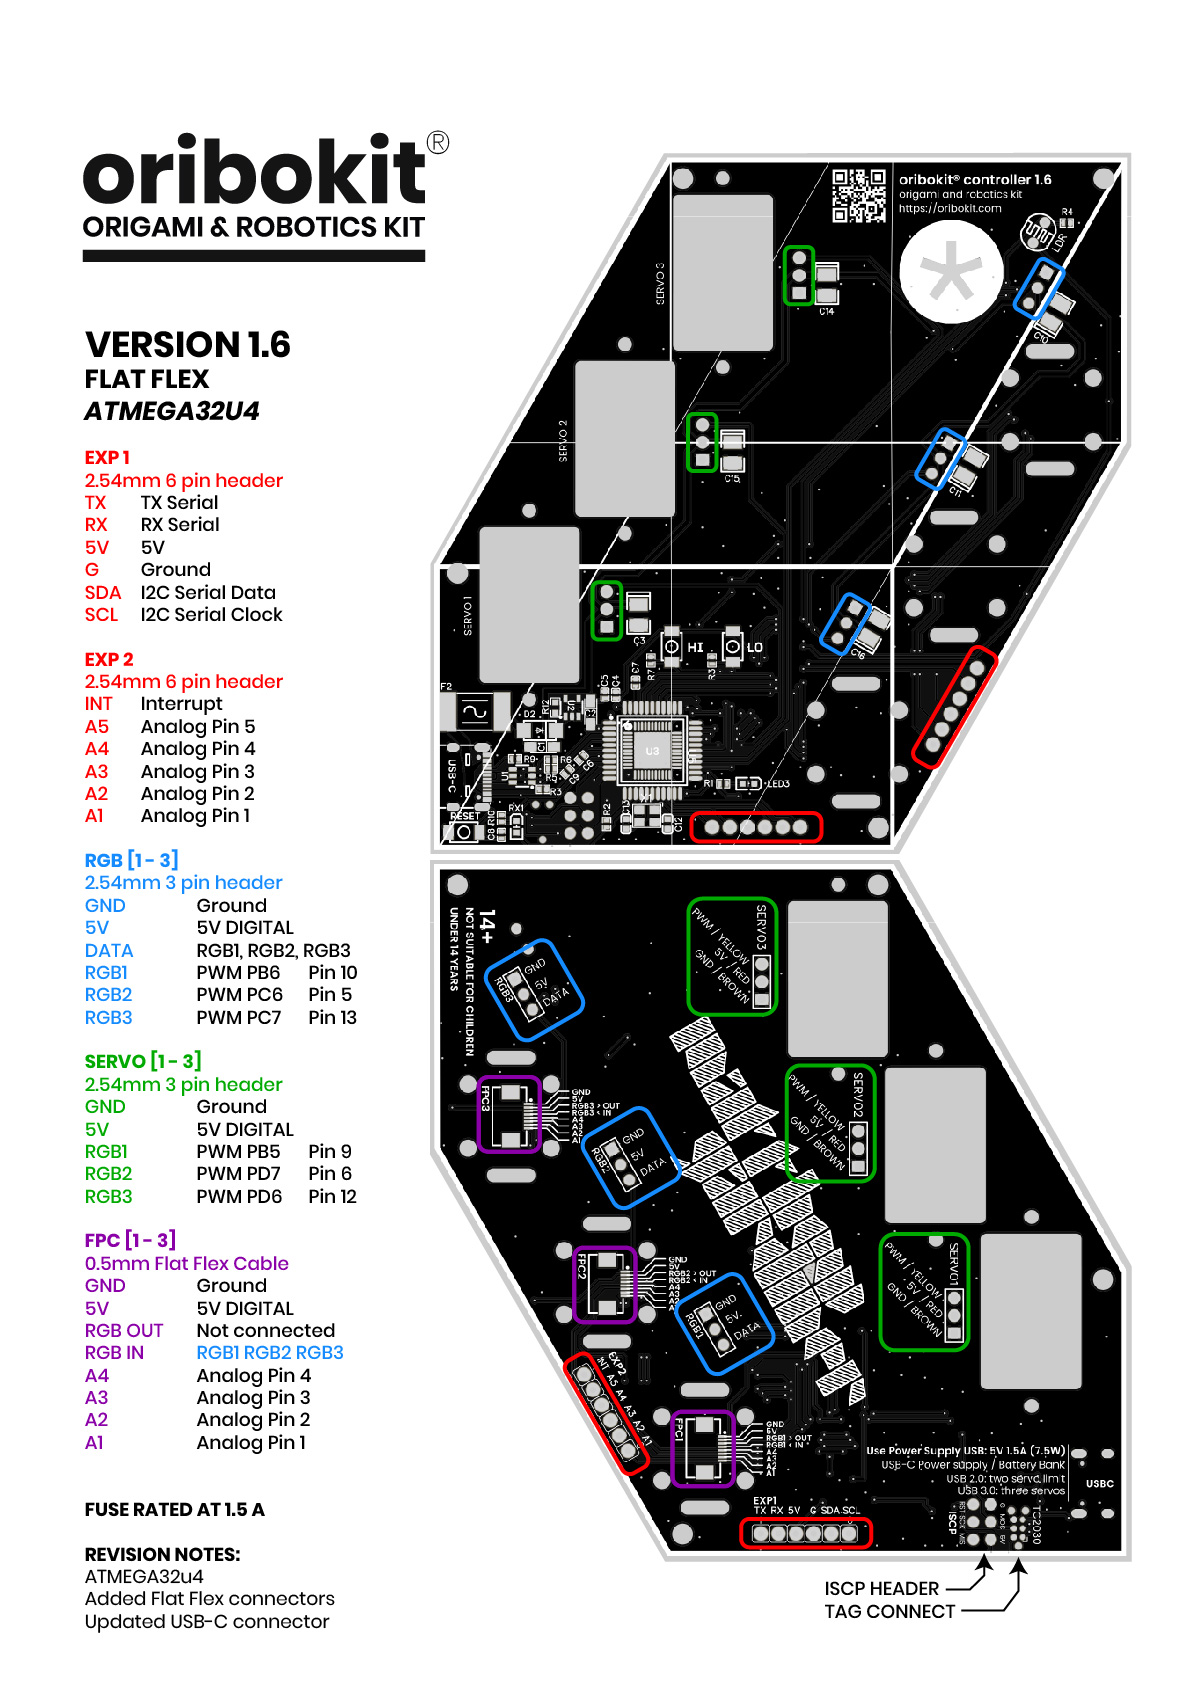 oribokit®
ORIGAMI & ROBOTICS KIT
VERSION 1.6
FLAT FLEX
ATMEGA32U4
EXP 1
2.54mm 6 pin header
TX TX Serial
RX RX Serial
5V 5V
G Ground
SDA I2C Serial Data
SCL I2C Serial Clock
EXP 2
2.54mm 6 pin header
INT Interrupt
A5 Analog Pin 5
A4 Analog Pin 4
A3 Analog Pin 3
A2 Analog Pin 2
A1 Analog Pin 1
RGB [1 - 3]
2.54mm 3 pin header
GND Ground
5V 5V DIGITAL
DATA RGB1, RGB2, RGB3
RGB1 PWM PB6 Pin 10
RGB2 PWM PC6 Pin 5
RGB3 PWM PC7 Pin 13
SERVO [1 - 3]
2.54mm 3 pin header
GND Ground
5V 5V DIGITAL
RGB1 PWM PB5 Pin 9
RGB2 PWM PD7 Pin 6
RGB3 PWM PD6 Pin 12
FPC [1 - 3]
0.5mm Flat Flex Cable
GND Ground
5V 5V DIGITAL
RGB OUT Not connected
RGB IN RGB1 RGB2 RGB3
A4 Analog Pin 4
A3 Analog Pin 3
A2 Analog Pin 2
A1 Analog Pin 1
FUSE RATED AT 1.5 A
REVISION NOTES:
ATMEGA32u4
Added Flat Flex connectors
Updated USB-C connector
oribokit® controller 1.6
origami and robotics kit
https://oribokit.com
R4
LDR
SERVO 3
C14
C10
SERVO 2
C15
C11
SERVO 1
C3
C16
HI
LO
R7
R3
C7
C5
C4
F2
D2
R12
U2
C1
U3
USB-C
R9
R6
R5
C9
C6
R3
R1
LED3
RESET
RX1
R10
C8
R2
C13
C12
14+
NOT SUITABLE FOR CHILDREN
UNDER 14 YEARS
SERVO3
PWM / YELLOW
5V / RED
GND / BROWN
RGB3
GND
5V
DATA
SERVO2
PWM / YELLOW
5V / RED
GND / BROWN
FPC3
GND
5V
RGB3 > OUT
RGB3 < IN
A4
A3
A2
A1
RGB2
GND
5V
DATA
SERVO1
PWM / YELLOW
5V / RED
GND / BROWN
FPC2
GND
5V
RGB2 > OUT
RGB2 < IN
A4
A3
A2
A1
RGB1
GND
5V
DATA
EXP2
INT A5 A4 A3 A2 A1
FPC1
GND
5V
RGB1 > OUT
RGB1 < IN
A4
A3
A2
A1
Use Power Supply USB: 5V 1.5A (7.5W)
USB-C Power supply / Battery Bank
USB 2.0: two servo limit
USB 3.0: three servos
USBC
EXP1
TX RX 5V G SDA SCL
ISCP
RST SCK MIS
G MOS 5V
TC2030
ISCP HEADER
TAG CONNECT